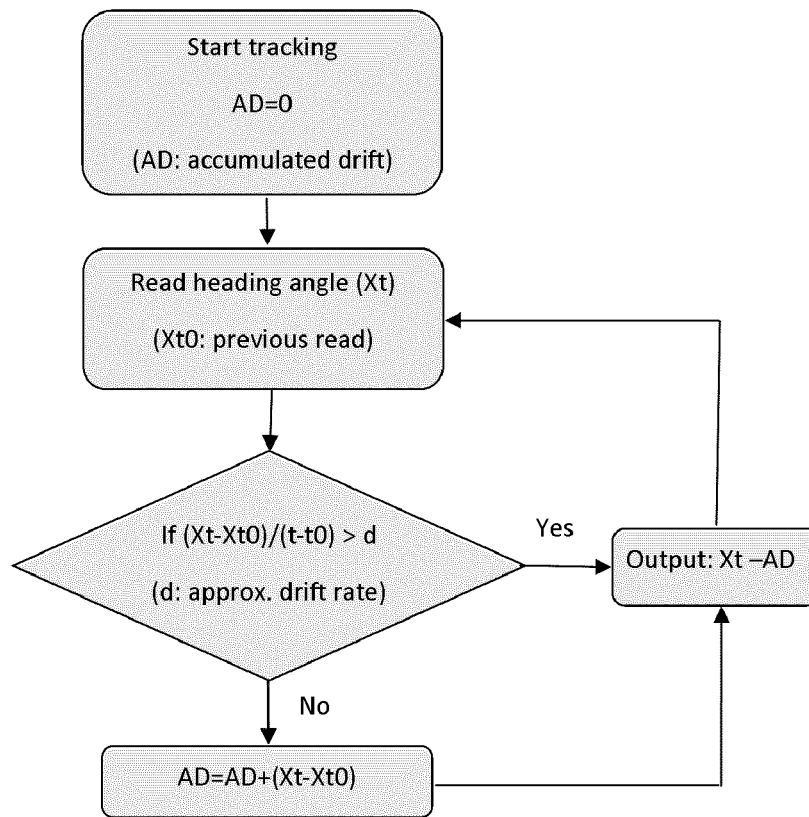 Start tracking
AD=0
(AD: accumulated drift)
Read heading angle (Xt)
(Xt0: previous read)
If (Xt-Xt0)/(t-t0) > d
(d: approx. drift rate)
Yes
Output: Xt –AD
No
AD=AD+(Xt-Xt0)